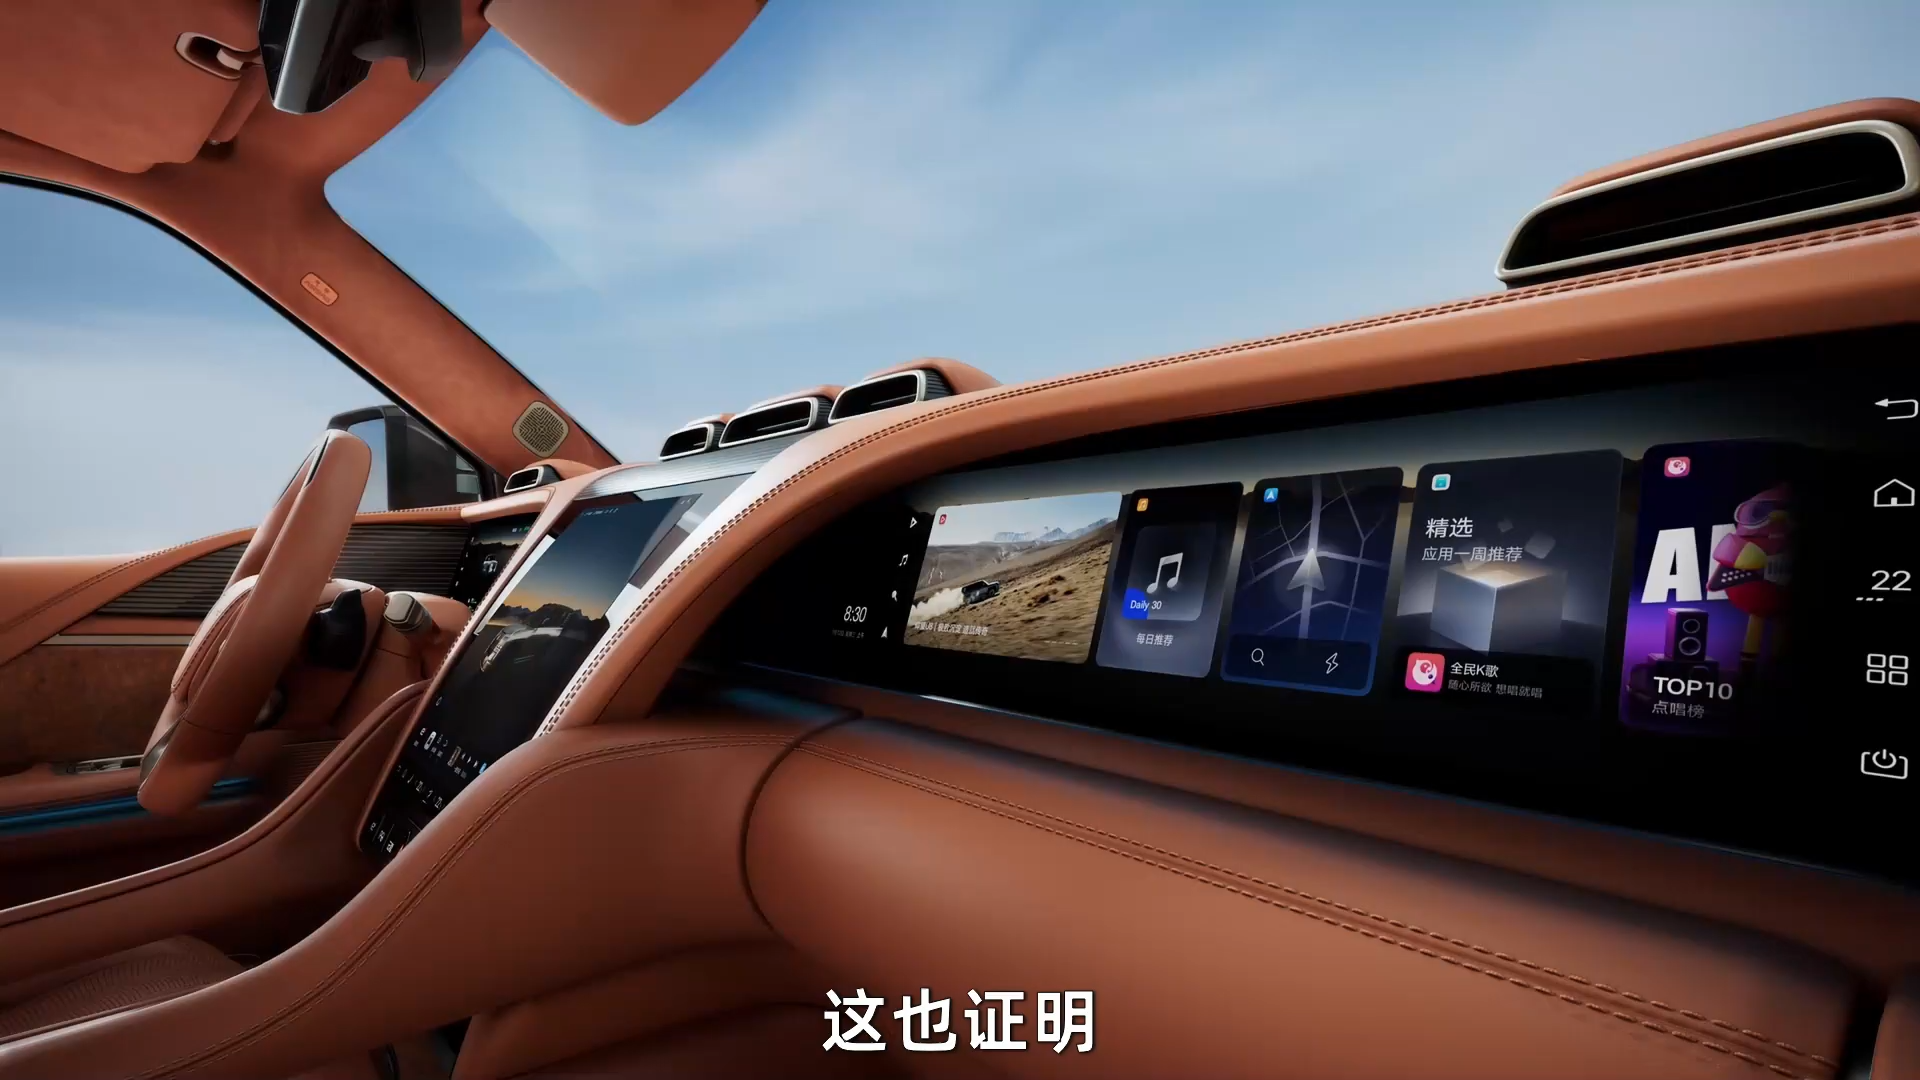 8:30
Daily 30
每日推荐
精选
应用一周推荐
全民K歌
随心所欲 想唱就唱
TOP10
点唱榜
22
这也证明